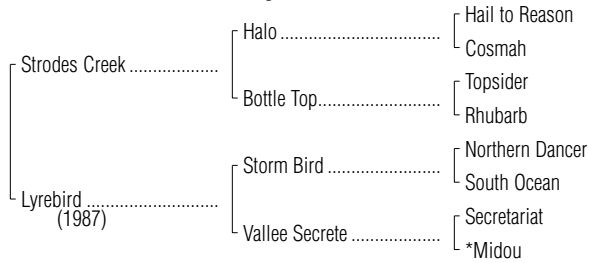 Hail to Reason
Halo ................................
Cosmah
Strodes Creek ..................
Topsider
Bottle Top.........................
Rhubarb
Northern Dancer
Storm Bird .......................
South Ocean
Lyrebird ...........................
(1987)
Secretariat
Vallee Secrete ..................
*Midou